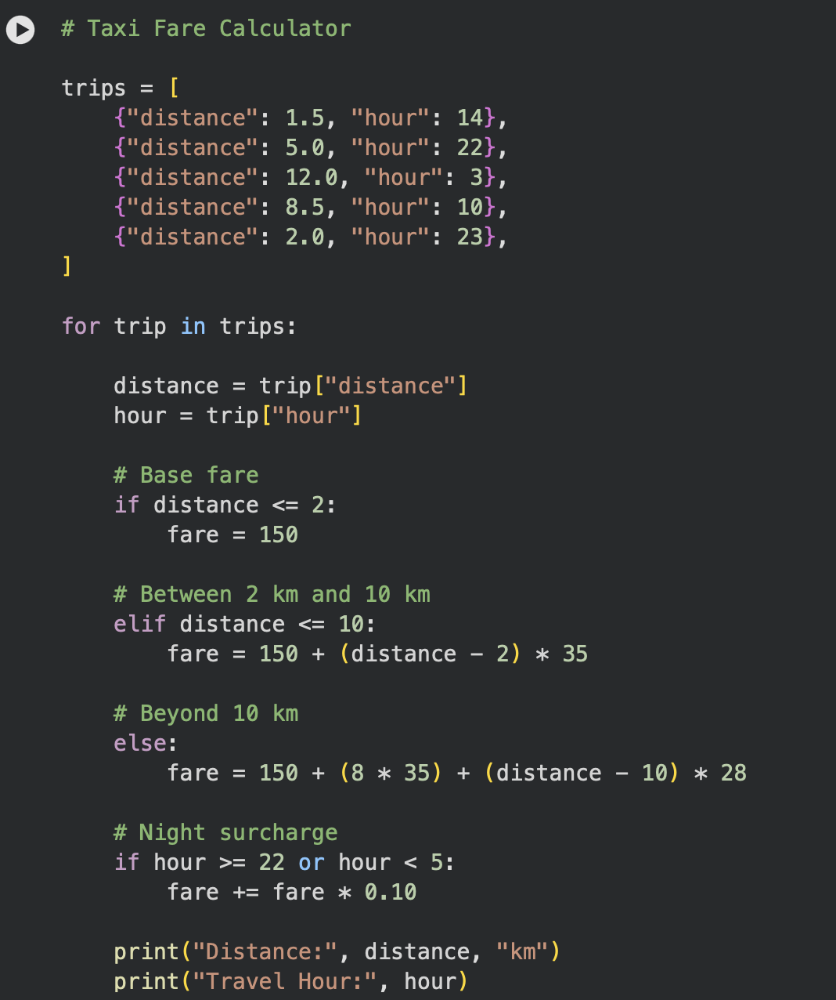 # Taxi Fare Calculator
trips = [
    {"distance": 1.5, "hour": 14},
    {"distance": 5.0, "hour": 22},
    {"distance": 12.0, "hour": 3},
    {"distance": 8.5, "hour": 10},
    {"distance": 2.0, "hour": 23},
]
for trip in trips:
    distance = trip["distance"]
    hour = trip["hour"]
    # Base fare
    if distance <= 2:
        fare = 150
    # Between 2 km and 10 km
    elif distance <= 10:
        fare = 150 + (distance - 2) * 35
    # Beyond 10 km
    else:
        fare = 150 + (8 * 35) + (distance - 10) * 28
    # Night surcharge
    if hour >= 22 or hour < 5:
        fare += fare * 0.10
    print("Distance:", distance, "km")
    print("Travel Hour:", hour)